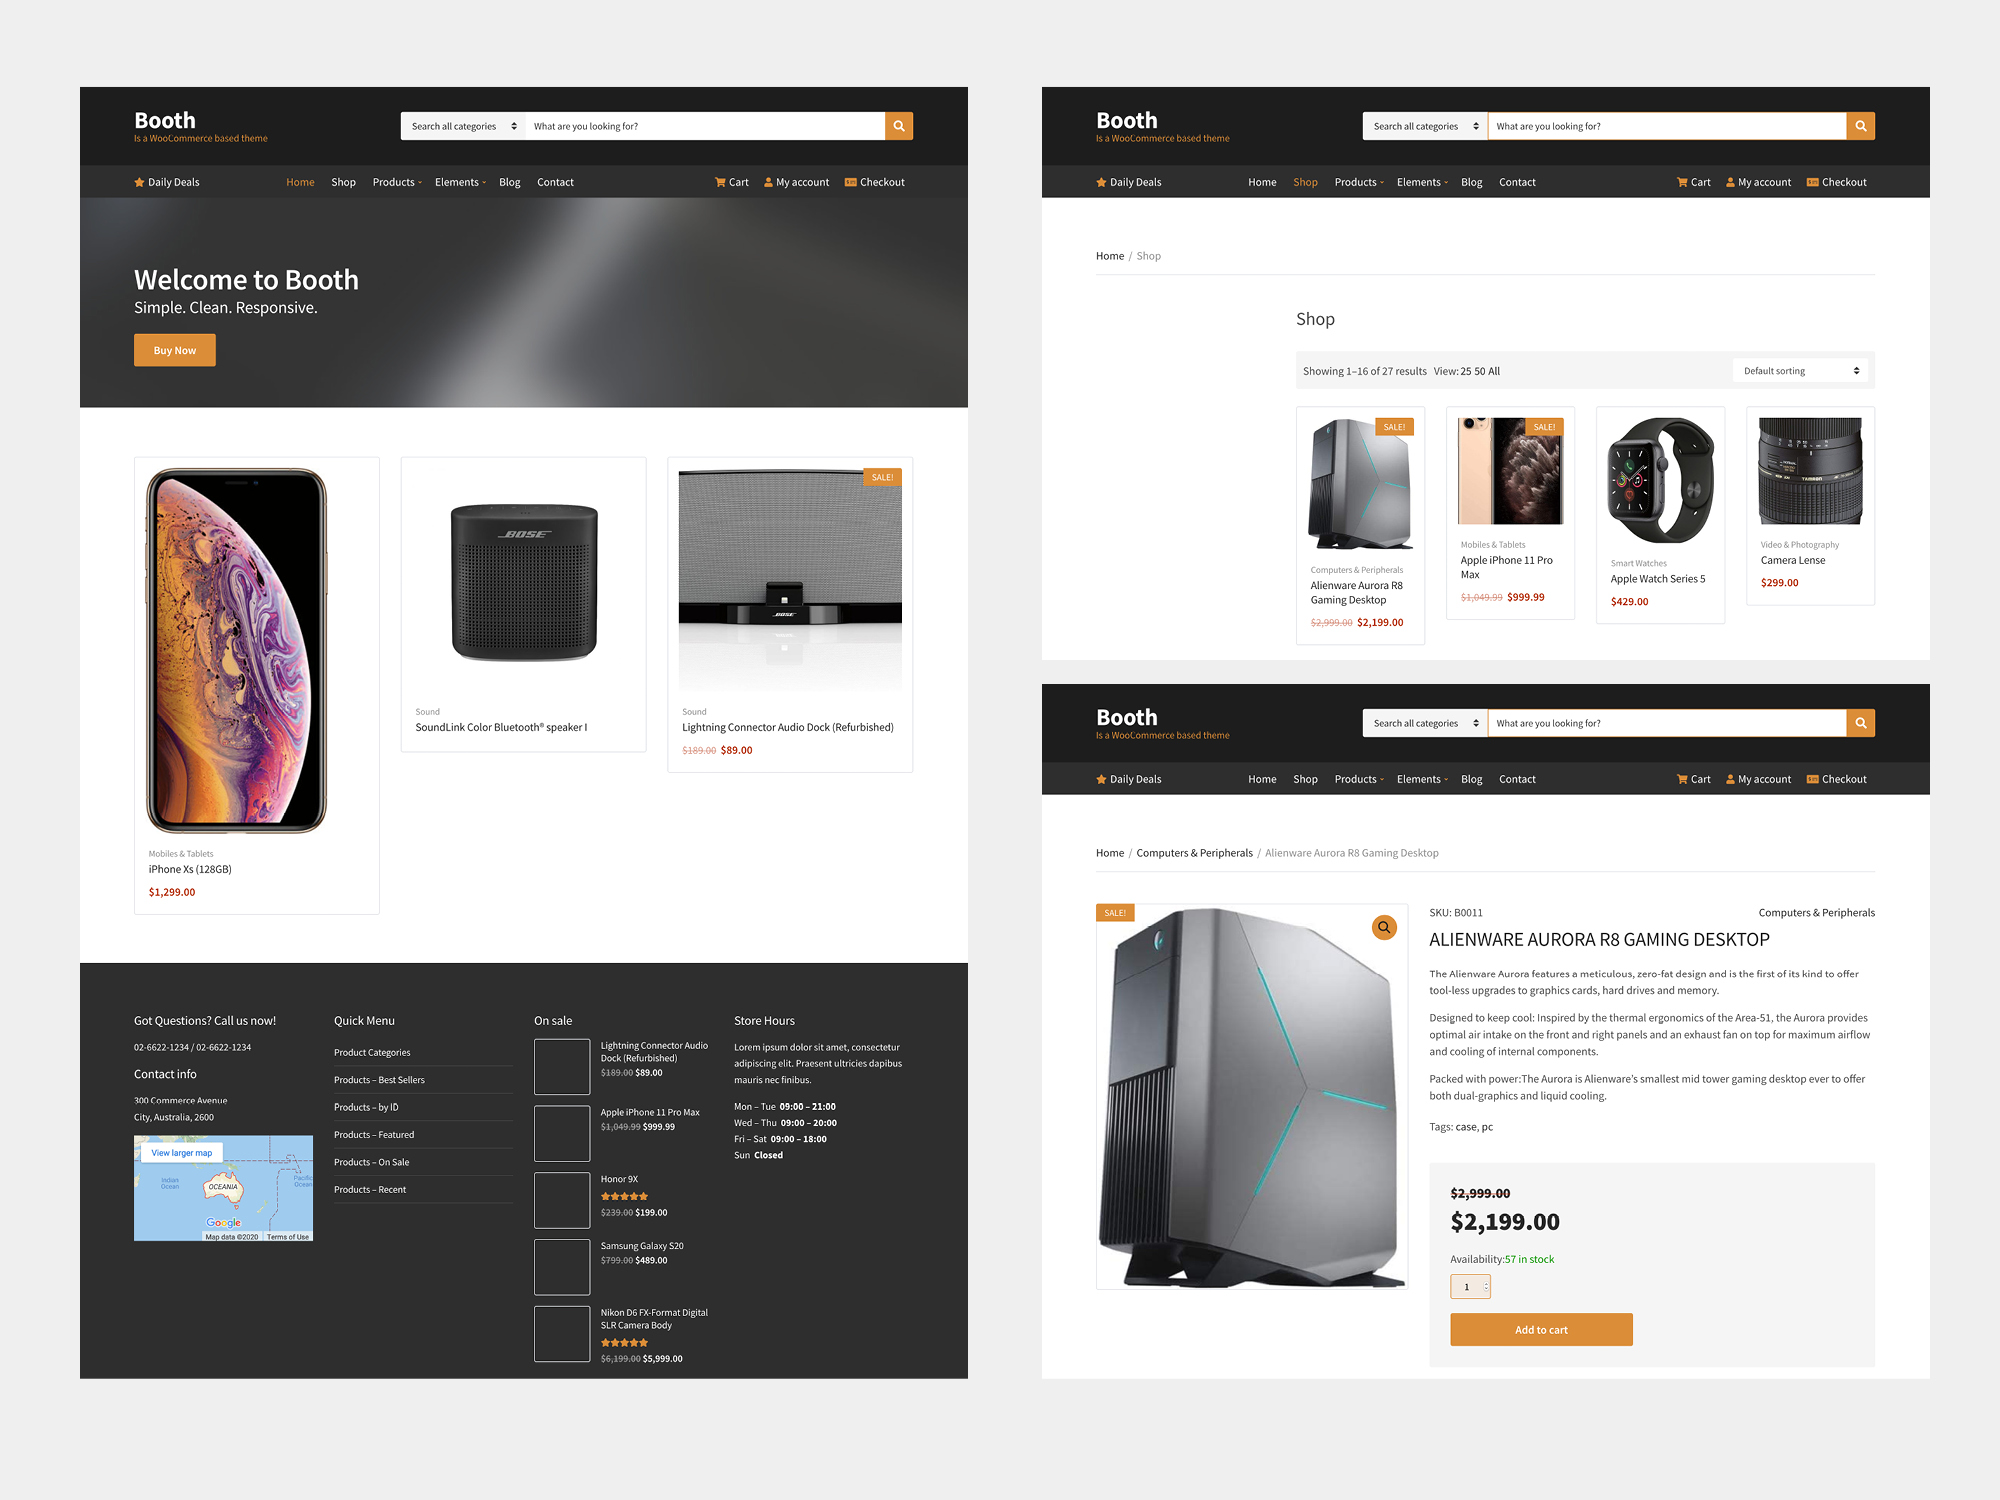 Booth
Is a WooCommerce based theme
Search all categories
What are you looking for?
Daily Deals
Home
Shop
Products
Elements
Blog
Contact
Cart
My account
Checkout
Welcome to Booth
Simple. Clean. Responsive.
Buy Now
Mobiles & Tablets
iPhone Xs (128GB)
$1,299.00
BOSE
Sound
SoundLink Color Bluetooth® speaker I
SALE!
BOSE
Sound
Lightning Connector Audio Dock (Refurbished)
$189.00 $89.00
Got Questions? Call us now!
02-6622-1234 / 02-6622-1234
Contact info
300 Commerce Avenue
City, Australia, 2600
View larger map
Indian
Ocean
OCEANIA
Pacific
Ocean
Google
Map data ©2020
Terms of Use
Quick Menu
Product Categories
Products – Best Sellers
Products – by ID
Products – Featured
Products – On Sale
Products – Recent
On sale
Lightning Connector Audio
Dock (Refurbished)
$189.00 $89.00
Apple iPhone 11 Pro Max
$1,049.99 $999.99
Honor 9X
$239.00 $199.00
Samsung Galaxy S20
$799.00 $489.00
Nikon D6 FX-Format Digital
SLR Camera Body
$6,199.00 $5,999.00
Store Hours
Lorem ipsum dolor sit amet, consectetur
adipiscing elit. Praesent ultricies dapibus
mauris nec finibus.
Mon – Tue 09:00 – 21:00
Wed – Thu 09:00 – 20:00
Fri – Sat 09:00 – 18:00
Sun Closed
Booth
Is a WooCommerce based theme
Search all categories
What are you looking for?
Daily Deals
Home
Shop
Products
Elements
Blog
Contact
Cart
My account
Checkout
Home / Shop
Shop
Showing 1–16 of 27 results View: 25 50 All
Default sorting
SALE!
Computers & Peripherals
Alienware Aurora R8
Gaming Desktop
$2,999.00 $2,199.00
SALE!
Mobiles & Tablets
Apple iPhone 11 Pro
Max
$1,049.99 $999.99
Smart Watches
Apple Watch Series 5
$429.00
TAMRON
Video & Photography
Camera Lense
$299.00
Booth
Is a WooCommerce based theme
Search all categories
What are you looking for?
Daily Deals
Home
Shop
Products
Elements
Blog
Contact
Cart
My account
Checkout
Home / Computers & Peripherals / Alienware Aurora R8 Gaming Desktop
SALE!
SKU: B0011
Computers & Peripherals
ALIENWARE AURORA R8 GAMING DESKTOP
The Alienware Aurora features a meticulous, zero-fat design and is the first of its kind to offer
tool-less upgrades to graphics cards, hard drives and memory.
Designed to keep cool: Inspired by the thermal ergonomics of the Area-51, the Aurora provides
optimal air intake on the front and right panels and an exhaust fan on top for maximum airflow
and cooling of internal components.
Packed with power:The Aurora is Alienware's smallest mid tower gaming desktop ever to offer
both dual-graphics and liquid cooling.
Tags: case, pc
$2,999.00
$2,199.00
Availability:57 in stock
1
Add to cart